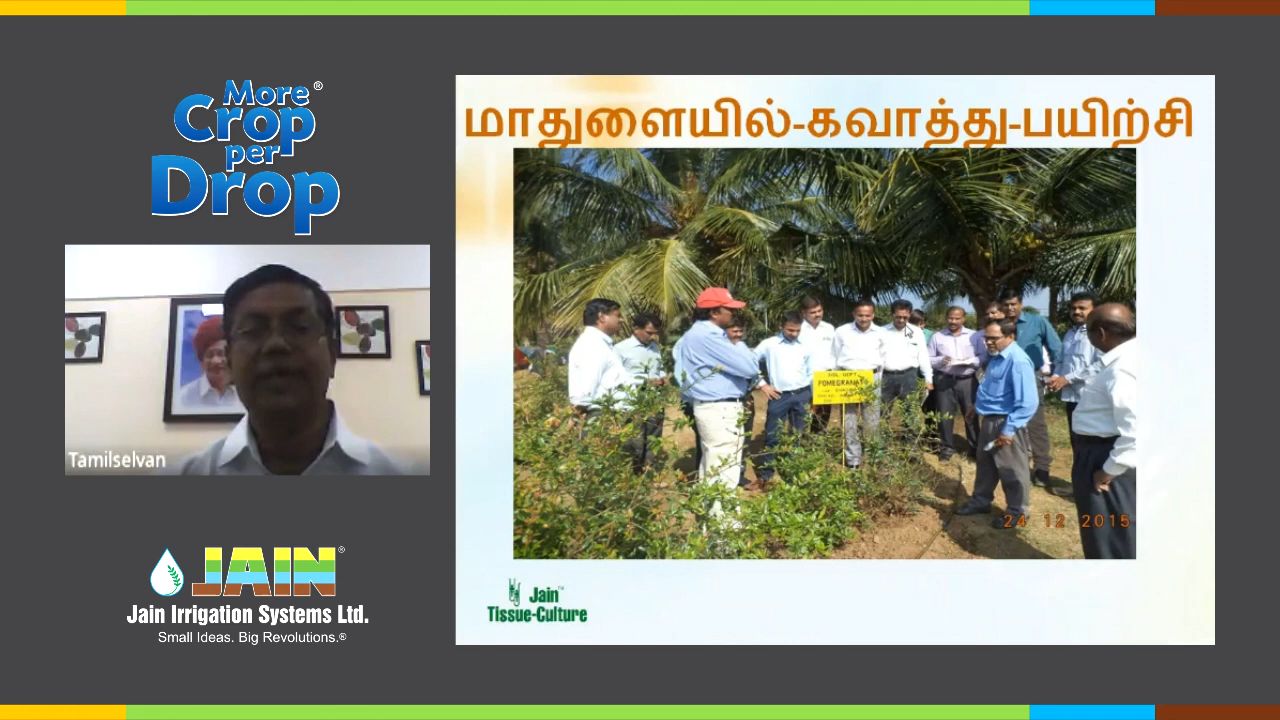 More®
Crop
per
Drop
மாதுளையில்-கவாத்து-பயிற்சி
POMEGRANATE
24 12 2015
Tamilselvan
JAIN®
Jain Irrigation Systems Ltd.
Small Ideas. Big Revolutions.®
Jain™
Tissue-Culture